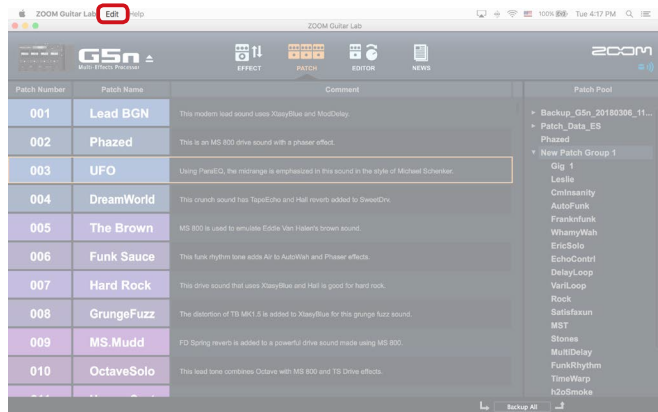 ZOOM Guitar Lab Edit Help 100% Tue 4:17 PM
ZOOM Guitar Lab
G5n
Multi-Effects Processor
EFFECT PATCH EDITOR NEWS
ZOOM
Patch Number Patch Name Comment Patch Pool
001 Lead BGN This modern lead sound uses XtasyBlue and ModDelay.
002 Phazed This is an MS 800 drive sound with a phaser effect.
003 UFO Using ParaEQ, the midrange is emphasized in this sound in the style of Michael Schenker.
004 DreamWorld This crunch sound has TapeEcho and Hall reverb added to SweetDrv.
005 The Brown MS 800 is used to emulate Eddie Van Halen's brown sound.
006 Funk Sauce This funk rhythm tone adds Air to AutoWah and Phaser effects.
007 Hard Rock This drive sound that uses XtasyBlue and Hall is good for hard rock.
008 GrungeFuzz The distortion of TB MK1.5 is added to XtasyBlue for this grunge fuzz sound.
009 MS.Mudd FD Spring reverb is added to a powerful drive sound made using MS 800.
010 OctaveSolo This lead tone combines Octave with MS 800 and TS Drive effects.
Backup_G5n_20180306_11...
Patch_Data_ES
Phazed
New Patch Group 1
Gig 1
Leslie
CmInsanity
AutoFunk
Franknfunk
WhamyWah
EricSolo
EchoContrl
DelayLoop
VariLoop
Rock
Satisfaxun
MST
Stones
MultiDelay
FunkRhythm
TimeWarp
h2oSmoke
Backup All